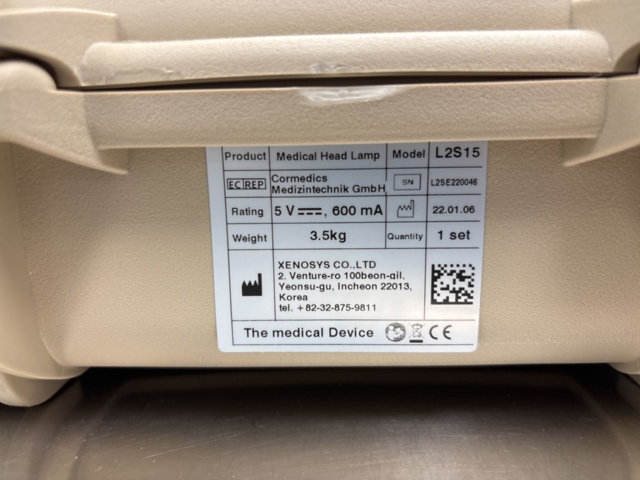 Product Medical Head Lamp Model L2S15
EC REP Cormedics Medizintechnik GmbH SN L2SE220046
Rating 5 V⎓, 600 mA 22.01.06
Weight 3.5kg Quantity 1 set
XENOSYS CO.,LTD
2. Venture-ro 100beon-gil,
Yeonsu-gu, Incheon 22013,
Korea
tel. +82-32-875-9811
The medical Device CE